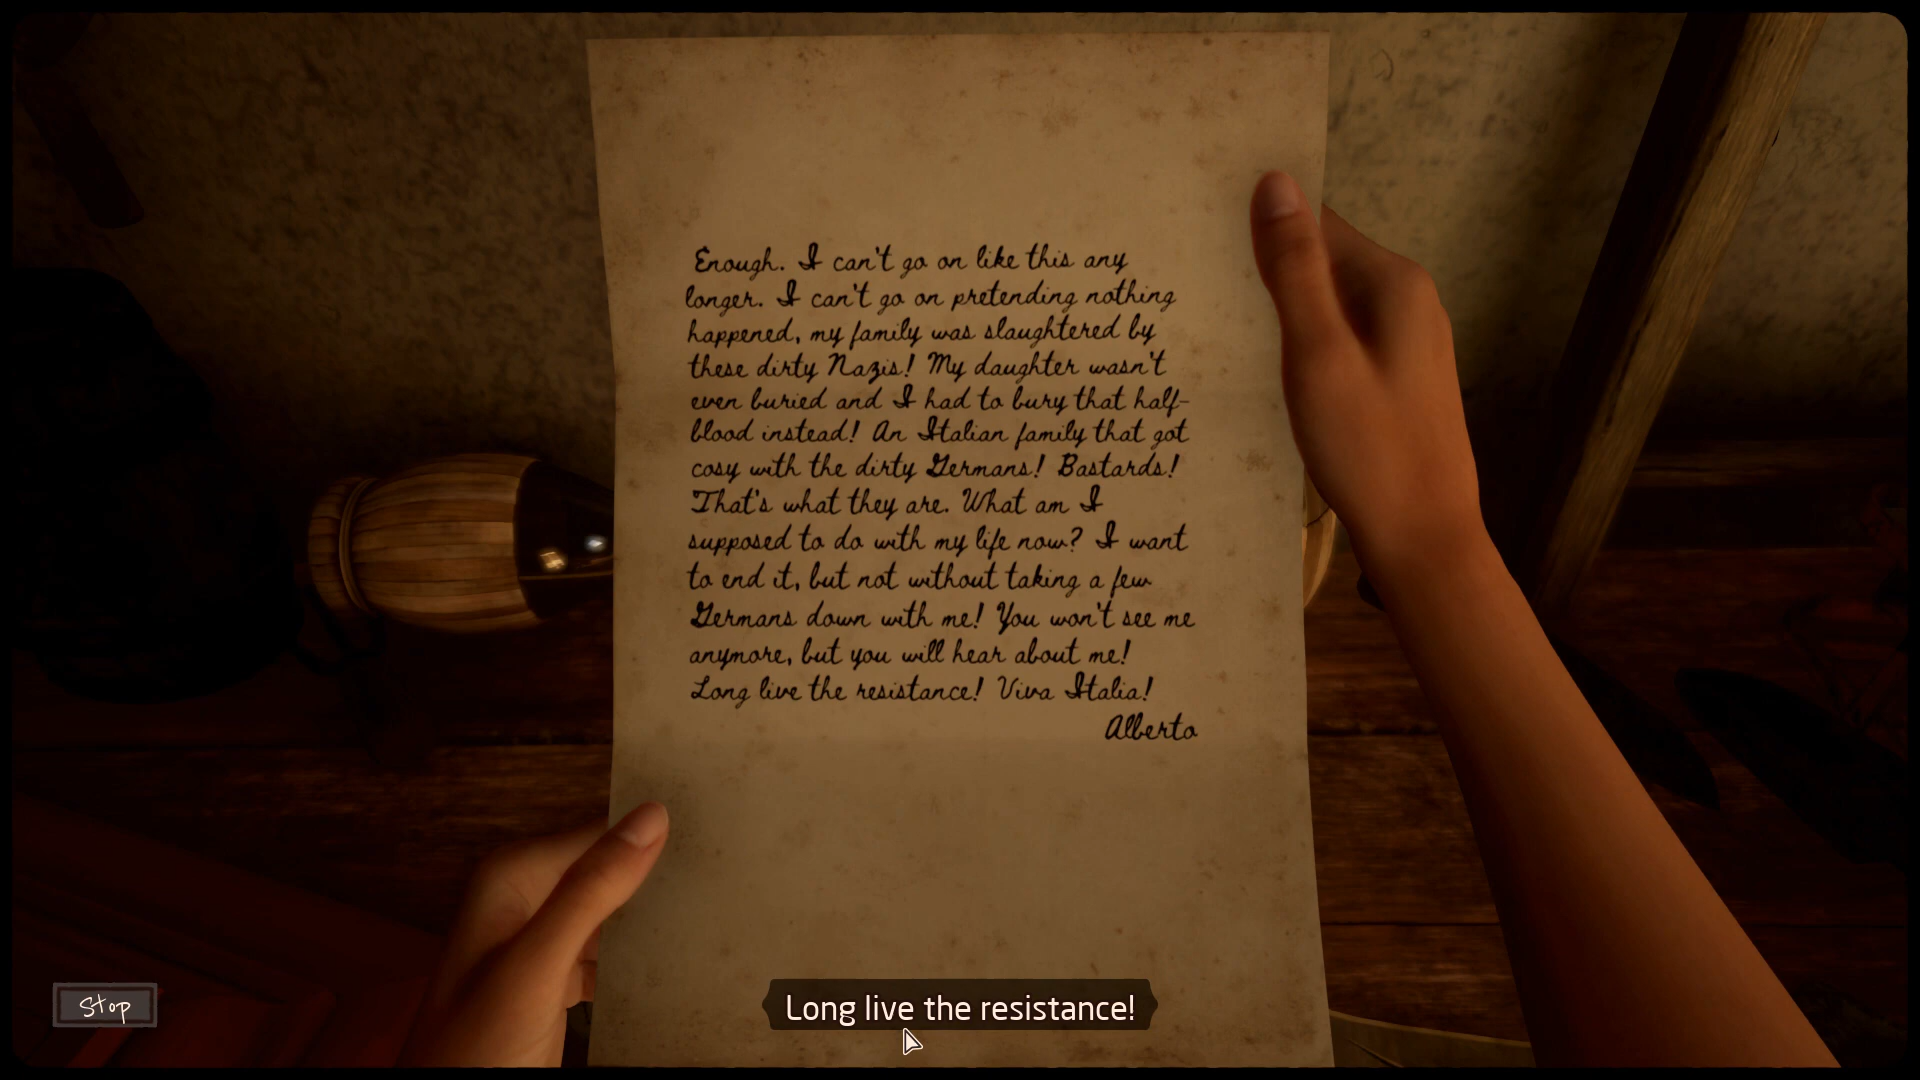 Enough. I can't go on like this any
longer. I can't go on pretending nothing
happened, my family was slaughtered by
these dirty Nazis! My daughter wasn't
even buried and I had to bury that half-
blood instead! An Italian family that got
cosy with the dirty Germans! Bastards!
That's what they are. What am I
supposed to do with my life now? I want
to end it, but not without taking a few
Germans down with me! You won't see me
anymore, but you will hear about me!
Long live the resistance! Viva Italia!
Alberto
Stop
Long live the resistance!